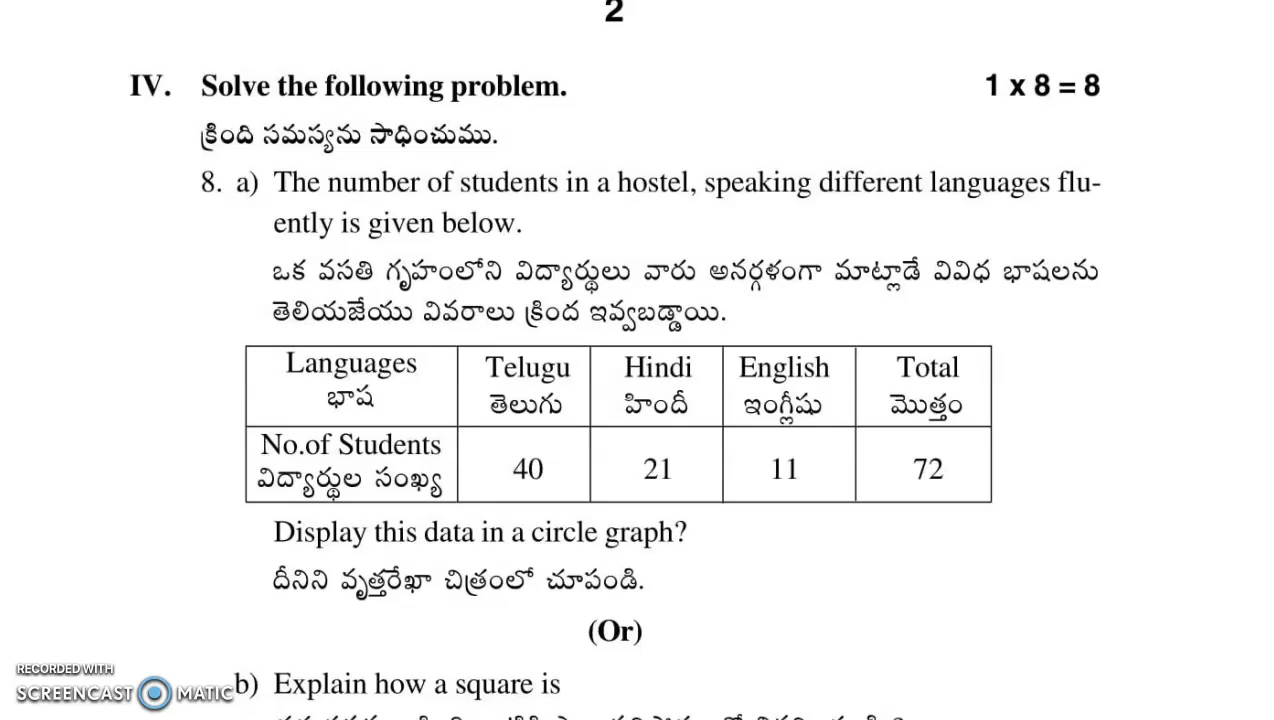 2
IV. Solve the following problem. 1 x 8 = 8
క్రింది సమస్యను సాధించుము.
8. a) The number of students in a hostel, speaking different languages flu-
ently is given below.
ఒక వసతి గృహంలోని విద్యార్థులు వారు అనర్గళంగా మాట్లాడే వివిధ భాషలను
తెలియజేయు వివరాలు క్రింద ఇవ్వబడ్డాయి.
Languages Telugu Hindi English Total
భాష తెలుగు హిందీ ఇంగ్లీషు మొత్తం
No.of Students
విద్యార్థుల సంఖ్య 40 21 11 72
Display this data in a circle graph?
దీనిని వృత్తరేఖా చిత్రంలో చూపండి.
(Or)
RECORDED WITH
SCREENCAST MATIC
b) Explain how a square is